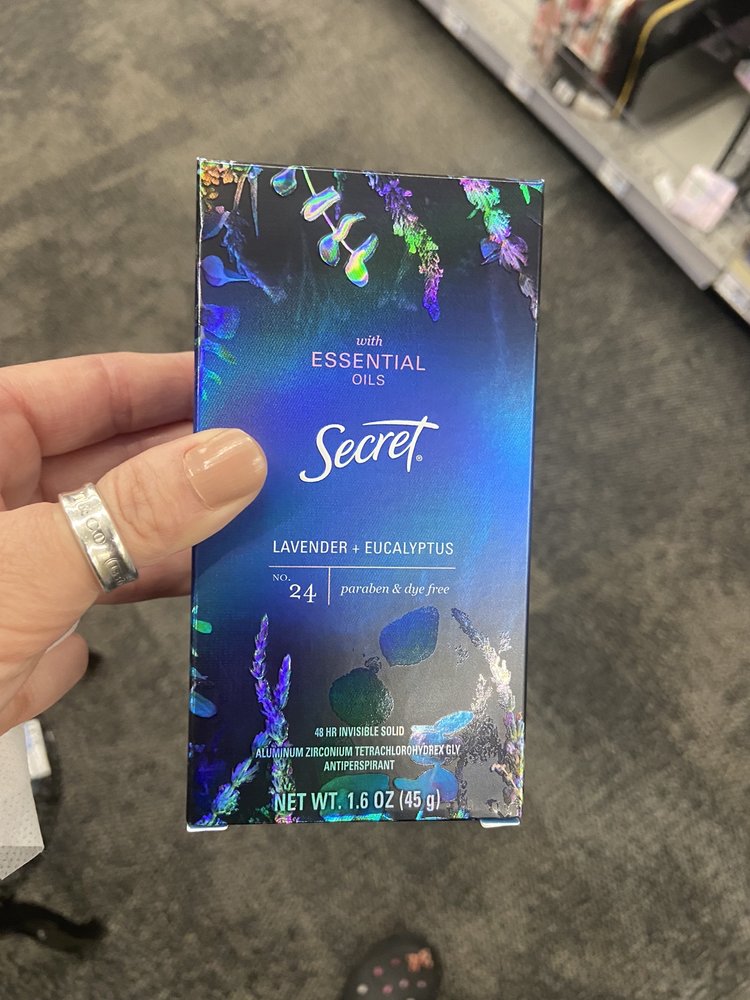 with
ESSENTIAL
OILS
Secret®
LAVENDER + EUCALYPTUS
NO. 24
paraben & dye free
48 HR INVISIBLE SOLID
ALUMINUM ZIRCONIUM TETRACHLOROHYDREX GLY
ANTIPERSPIRANT
NET WT. 1.6 OZ (45 g)